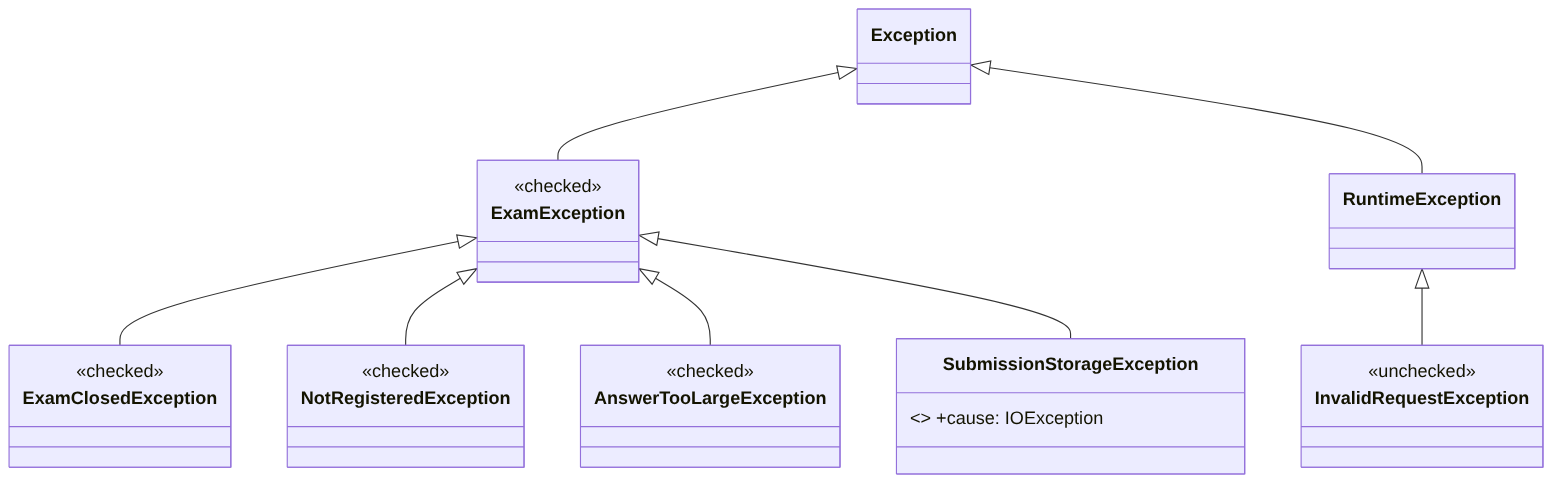 Exception
«checked»
ExamException
RuntimeException
«checked»
ExamClosedException
«checked»
NotRegisteredException
«checked»
AnswerTooLargeException
SubmissionStorageException
<> +cause: IOException
«unchecked»
InvalidRequestException